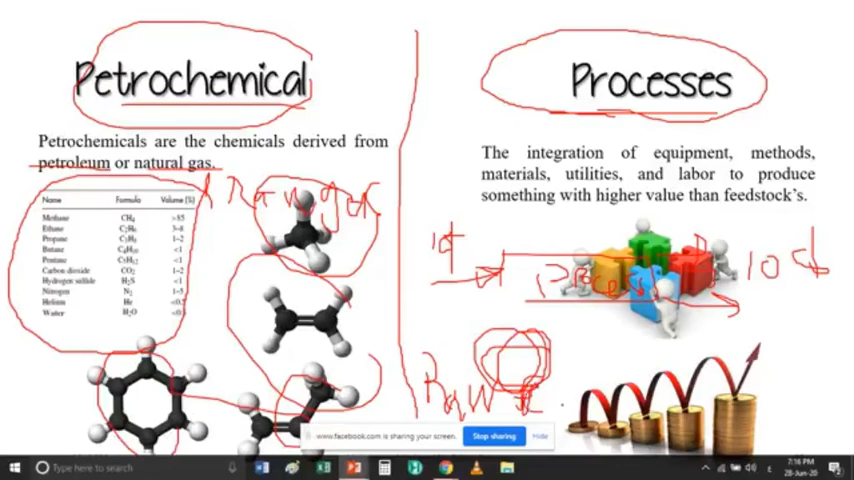 Petrochemical
Petrochemicals are the chemicals derived from
petroleum or natural gas.
Name Formula Volume (%)
Methane CH4 >85
Ethane C2H6 3-8
Propane C3H8 1-2
Butane C4H10 <1
Pentane C5H12 <1
Carbon dioxide CO2 1-2
Hydrogen sulfide H2S <1
Nitrogen N2 1-5
Helium He <0.5
Water H2O
Processes
The integration of equipment, methods,
materials, utilities, and labor to produce
something with higher value than feedstock's.
Process
10
Raw
www.facebook.com is sharing your screen.
Stop sharing
Hide
Type here to search
7:16 PM
28-Jun-20